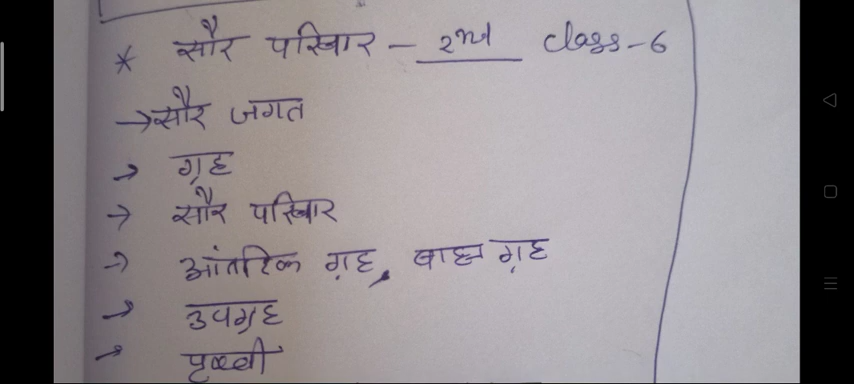 * सौर परिवार - 2nd Class-6
→ सौर जगत
→ ग्रह
→ सौर परिवार
→ आंतरिक ग्रह, बाह्य ग्रह
→ उपग्रह
→ पृथ्वी